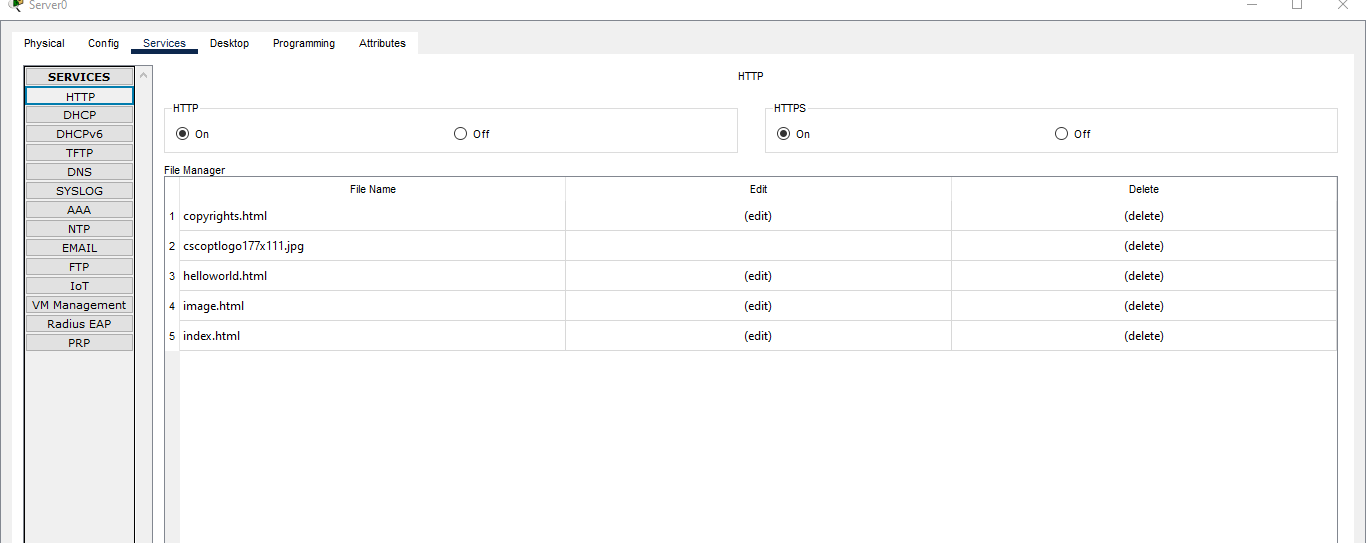 Server0
Physical Config Services Desktop Programming Attributes
SERVICES
HTTP
DHCP
DHCPv6
TFTP
DNS
SYSLOG
AAA
NTP
EMAIL
FTP
IoT
VM Management
Radius EAP
PRP
HTTP
HTTP
On Off
HTTPS
On Off
File Manager
File Name Edit Delete
1 copyrights.html (edit) (delete)
2 cscoptlogo177x111.jpg (delete)
3 helloworld.html (edit) (delete)
4 image.html (edit) (delete)
5 index.html (edit) (delete)